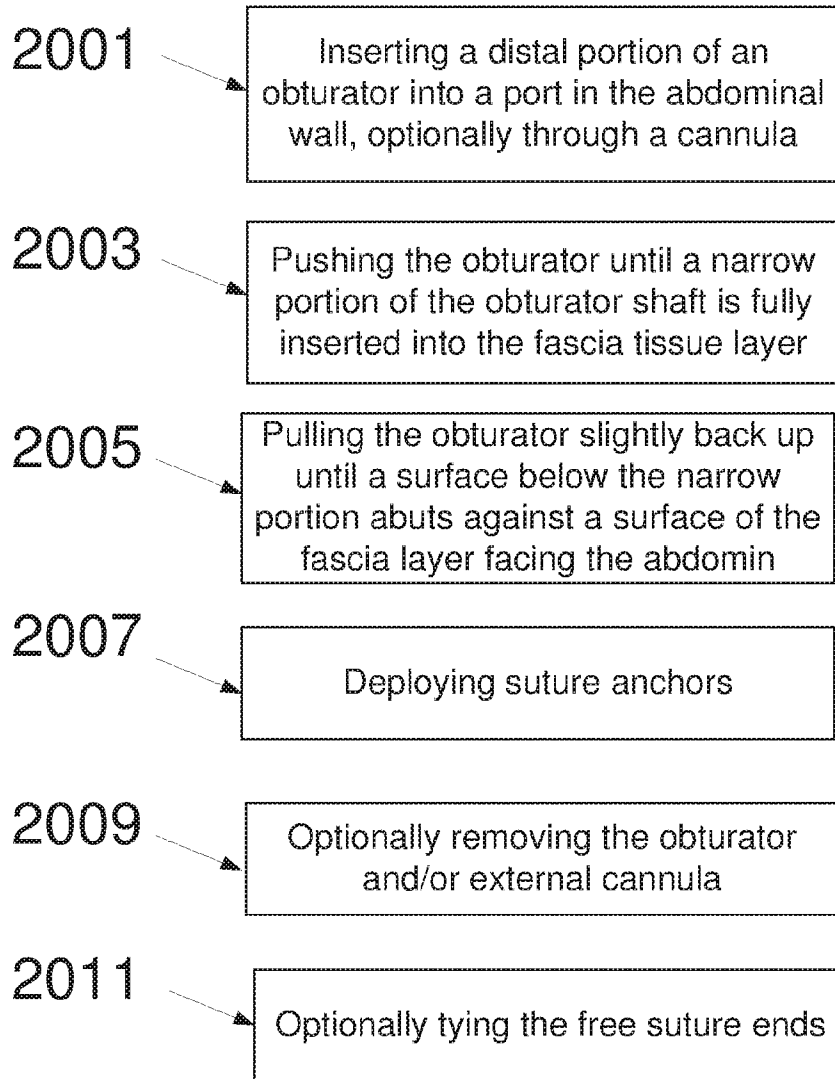 2001
Inserting a distal portion of an
obturator into a port in the abdominal
wall, optionally through a cannula
2003
Pushing the obturator until a narrow
portion of the obturator shaft is fully
inserted into the fascia tissue layer
2005
Pulling the obturator slightly back up
until a surface below the narrow
portion abuts against a surface of the
fascia layer facing the abdomin
2007
Deploying suture anchors
2009
Optionally removing the obturator
and/or external cannula
2011
Optionally tying the free suture ends